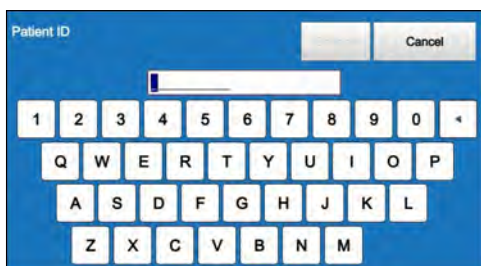 Patient ID Cancel
1 2 3 4 5 6 7 8 9 0
Q W E R T Y U I O P
A S D F G H J K L
Z X C V B N M